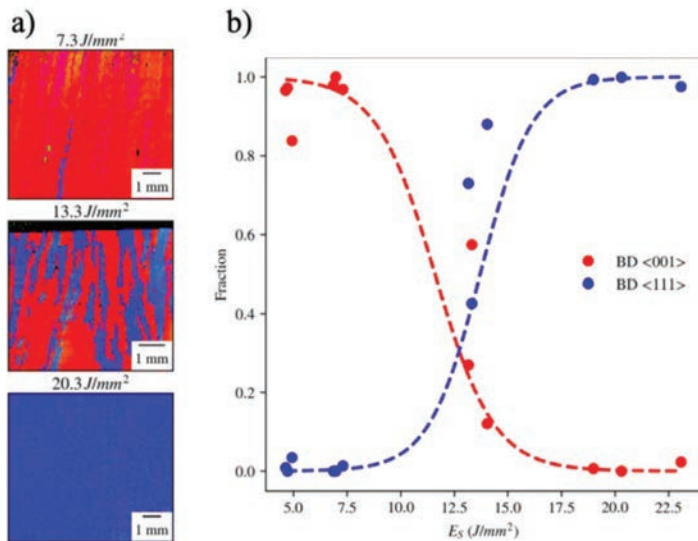 a)
7.3 J/mm²
1 mm
13.3 J/mm²
1 mm
20.3 J/mm²
1 mm
b)
1.0
0.8
0.6
0.4
0.2
0.0
Fraction
BD <001>
BD <111>
5.0 7.5 10.0 12.5 15.0 17.5 20.0 22.5
E_S (J/mm²)